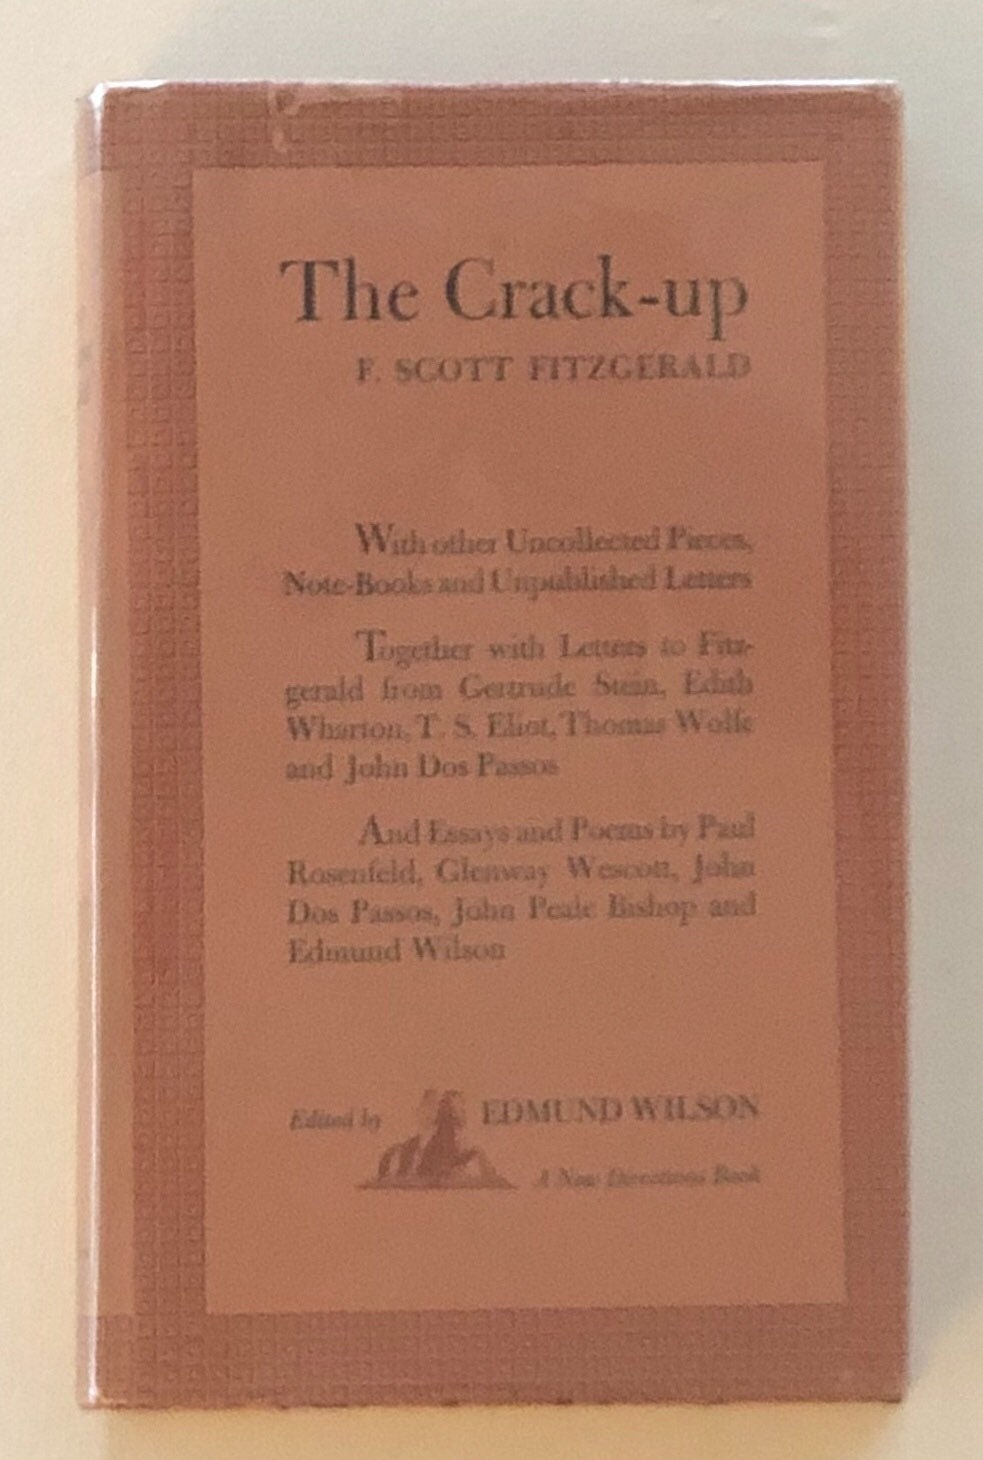 The Crack-up
F. SCOTT FITZGERALD
With other Uncollected Pieces,
Note-Books and Unpublished Letters
Together with Letters to Fitz-
gerald from Gertrude Stein, Edith
Wharton, T. S. Eliot, Thomas Wolfe
and John Dos Passos
And Essays and Poems by Paul
Rosenfeld, Glenway Wescott, John
Dos Passos, John Peale Bishop and
Edmund Wilson
Edited by EDMUND WILSON
A New Directions Book